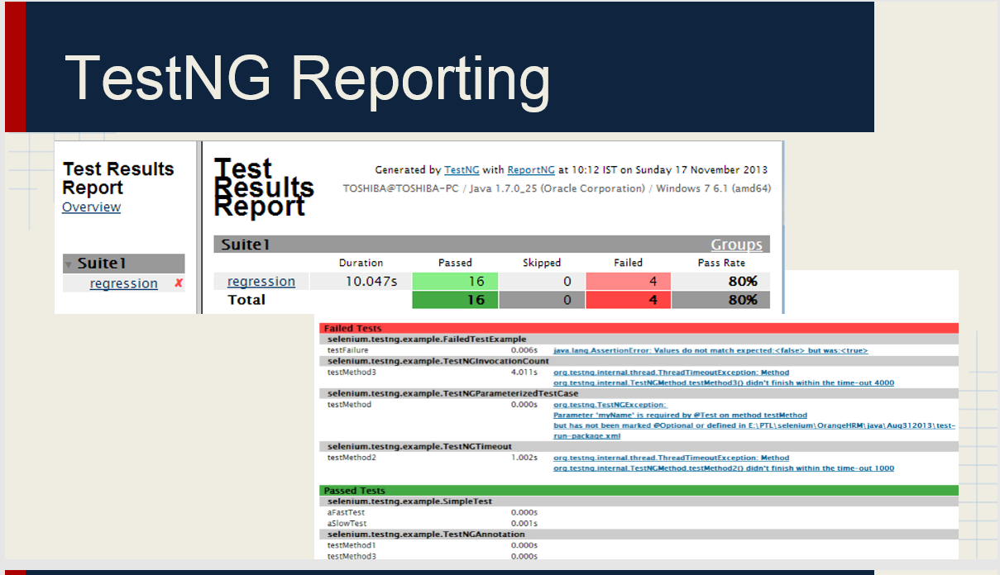 TestNG Reporting
Test Results
Report
Overview
Suite1
regression ✘
Test
Results
Report
Generated by TestNG with ReportNG at 10:12 IST on Sunday 17 November 2013
TOSHIBA@TOSHIBA-PC / Java 1.7.0_25 (Oracle Corporation) / Windows 7 6.1 (amd64)
Suite1 Groups
Duration Passed Skipped Failed Pass Rate
regression 10.047s 16 0 4 80%
Total 16 0 4 80%
Failed Tests
selenium.testng.example.FailedTestExample
testFailure 0.006s java.lang.AssertionError: Values do not match expected:<false> but was:<true>
selenium.testng.example.TestNGInvocationCount
testMethod3 4.011s org.testng.internal.thread.ThreadTimeoutException: Method
org.testng.internal.TestNGMethod.testMethod3() didn't finish within the time-out 4000
selenium.testng.example.TestNGParameterizedTestCase
testMethod 0.000s org.testng.TestNGException:
Parameter 'myName' is required by @Test on method testMethod
but has not been marked @Optional or defined in E:\PTL\selenium\OrangeHRM\java\Aug312013\test-
run-package.xml
selenium.testng.example.TestNGTimeout
testMethod2 1.002s org.testng.internal.thread.ThreadTimeoutException: Method
org.testng.internal.TestNGMethod.testMethod2() didn't finish within the time-out 1000
Passed Tests
selenium.testng.example.SimpleTest
aFastTest 0.000s
aSlowTest 0.001s
selenium.testng.example.TestNGAnnotation
testMethod1 0.000s
testMethod3 0.000s